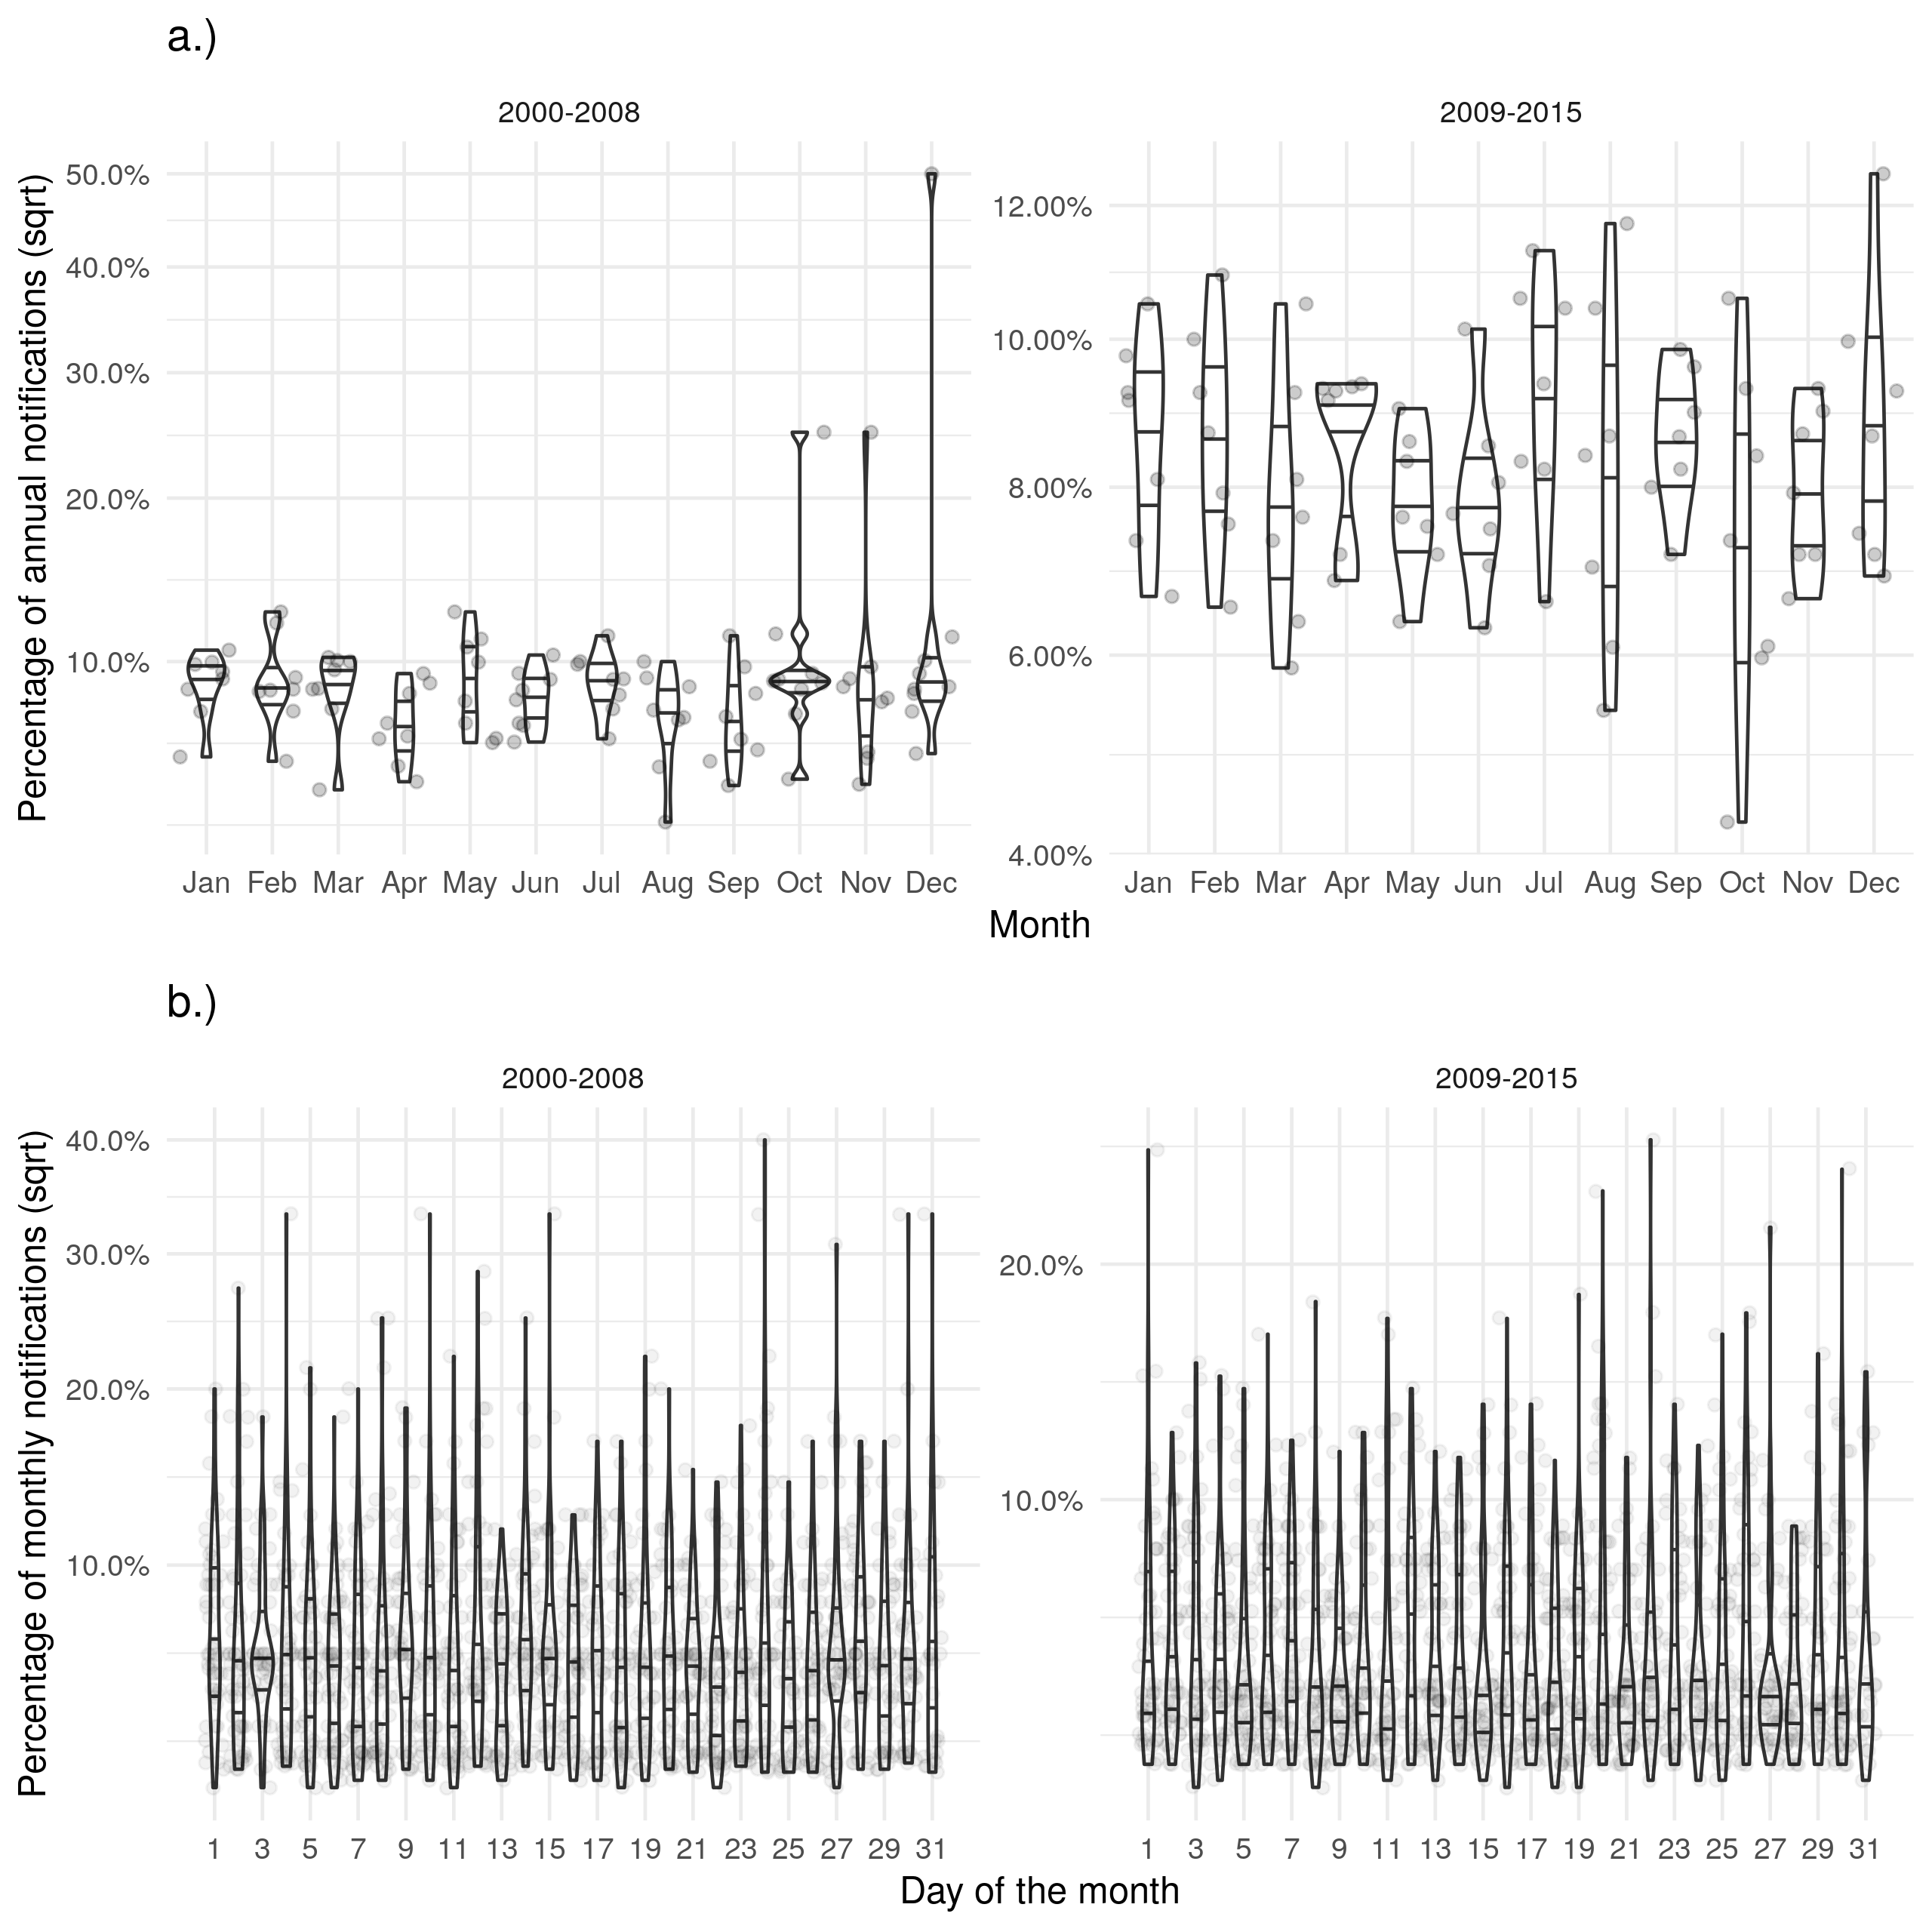 a.)
2000-2008
2009-2015
Percentage of annual notifications (sqrt)
50.0%
40.0%
30.0%
20.0%
10.0%
12.00%
10.00%
8.00%
6.00%
4.00%
Jan Feb Mar Apr May Jun Jul Aug Sep Oct Nov Dec
Jan Feb Mar Apr May Jun Jul Aug Sep Oct Nov Dec
Month
b.)
2000-2008
2009-2015
Percentage of monthly notifications (sqrt)
40.0%
30.0%
20.0%
10.0%
20.0%
10.0%
1 3 5 7 9 11 13 15 17 19 21 23 25 27 29 31
1 3 5 7 9 11 13 15 17 19 21 23 25 27 29 31
Day of the month